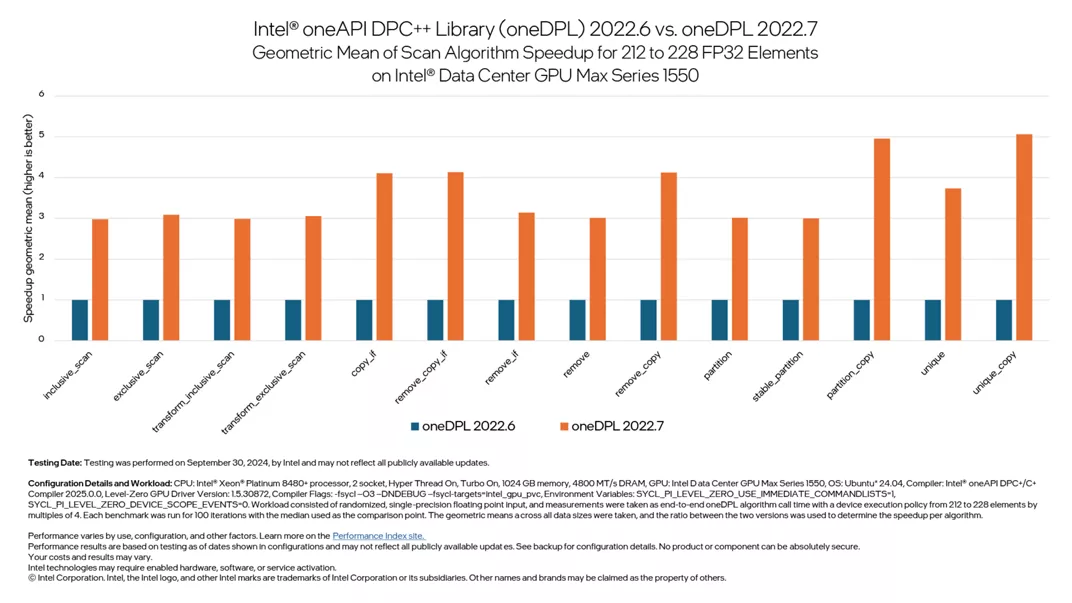 Intel® oneAPI DPC++ Library (oneDPL) 2022.6 vs. oneDPL 2022.7
Geometric Mean of Scan Algorithm Speedup for 212 to 228 FP32 Elements
on Intel® Data Center GPU Max Series 1550
Speedup geometric mean (higher is better)
6
5
4
3
2
1
0
inclusive_scan
exclusive_scan
transform_inclusive_scan
transform_exclusive_scan
copy_if
remove_copy_if
remove_if
remove
remove_copy
partition
stable_partition
partition_copy
unique
unique_copy
oneDPL 2022.6
oneDPL 2022.7
Testing Date: Testing was performed on September 30, 2024, by Intel and may not reflect all publicly available updates.
Configuration Details and Workload: CPU: Intel® Xeon® Platinum 8480+ processor, 2 socket, Hyper Thread On, Turbo On, 1024 GB memory, 4800 MT/s DRAM, GPU: Intel Data Center GPU Max Series 1550, OS: Ubuntu* 24.04, Compiler: Intel® oneAPI DPC+/C+
Compiler 2025.0.0, Level-Zero GPU Driver Version: 1.5.30872, Compiler Flags: -fsycl –O3 –DNDEBUG –fsycl-targets=intel_gpu_pvc, Environment Variables: SYCL_PI_LEVEL_ZERO_USE_IMMEDIATE_COMMANDLISTS=1,
SYCL_PI_LEVEL_ZERO_DEVICE_SCOPE_EVENTS=0. Workload consisted of randomized, single-precision floating point input, and measurements were taken as end-to-end oneDPL algorithm call time with a device execution policy from 212 to 228 elements by
multiples of 4. Each benchmark was run for 100 iterations with the median used as the comparison point. The geometric means across all data sizes were taken, and the ratio between the two versions was used to determine the speedup per algorithm.
Performance varies by use, configuration, and other factors. Learn more on the Performance Index site.
Performance results are based on testing as of dates shown in configurations and may not reflect all publicly available updates. See backup for configuration details. No product or component can be absolutely secure.
Your costs and results may vary.
Intel technologies may require enabled hardware, software, or service activation.
© Intel Corporation. Intel, the Intel logo, and other Intel marks are trademarks of Intel Corporation or its subsidiaries. Other names and brands may be claimed as the property of others.